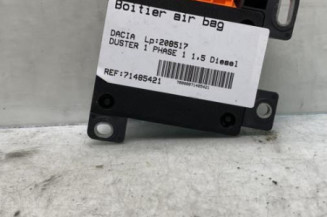 Boitier air bag
DACIA Lp:208517
DUSTER 1 PHASE 1 1.5 Diesel
REF:71485421